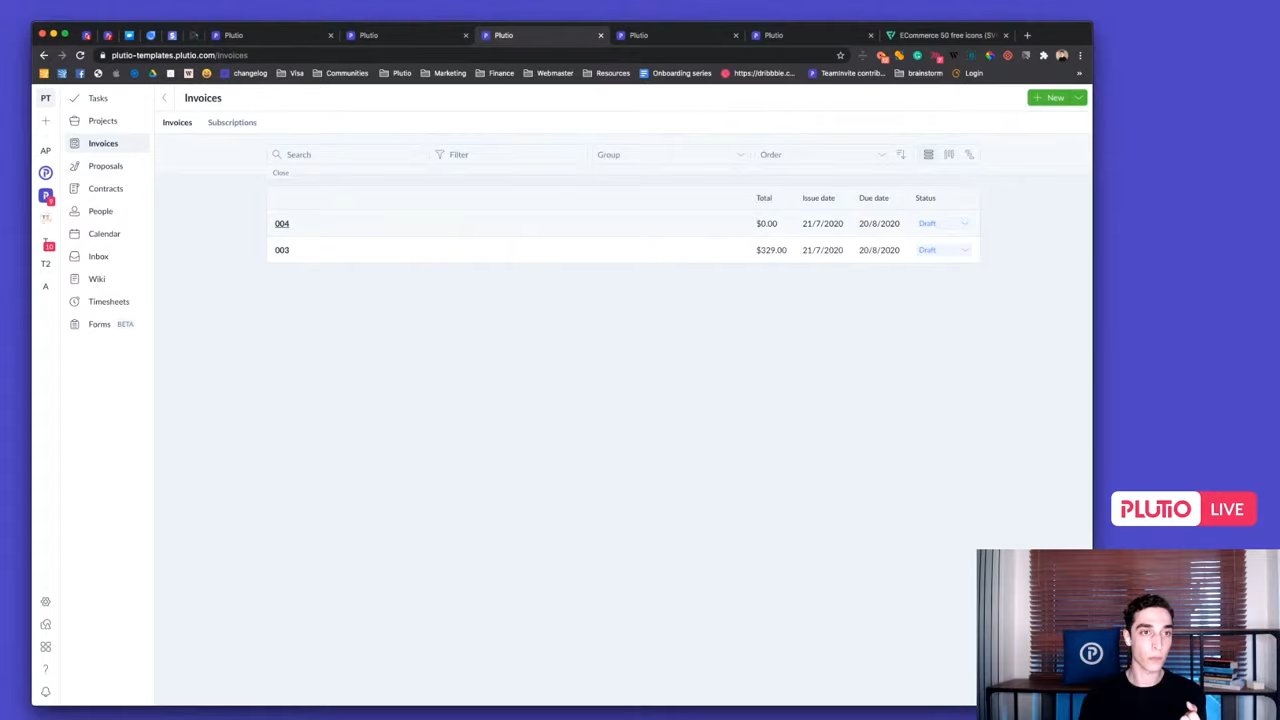 Plutio
Plutio
Plutio
Plutio
Plutio
ECommerce 50 free Icons (SV
plutio-templates.plutio.com/invoices
changelog
Visa
Communities
Plutio
Marketing
Finance
Webmaster
Resources
Onboarding series
https://dribbble.c...
TeamInvite contrib...
brainstorm
Login
PT
Tasks
Invoices
New
Projects
Invoices
Subscriptions
Invoices
AP
Search
Filter
Group
Order
Proposals
Close
Contracts
9
Total
Issue date
Due date
Status
People
004
$0.00
21/7/2020
20/8/2020
Draft
Calendar
10
003
$329.00
21/7/2020
20/8/2020
Draft
Inbox
T2
Wiki
A
Timesheets
Forms
BETA
PLUTIO LIVE